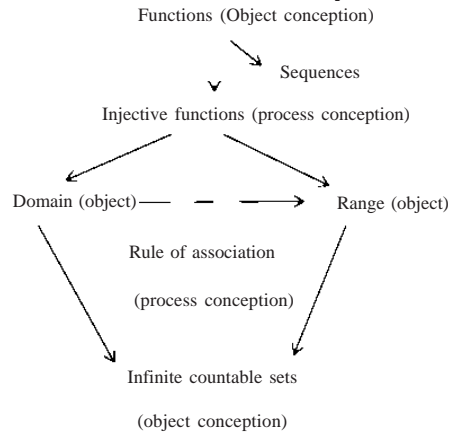 Functions (Object conception)
Sequences
Injective functions (process conception)
Domain (object)
Range (object)
Rule of association
(process conception)
Infinite countable sets
(object conception)